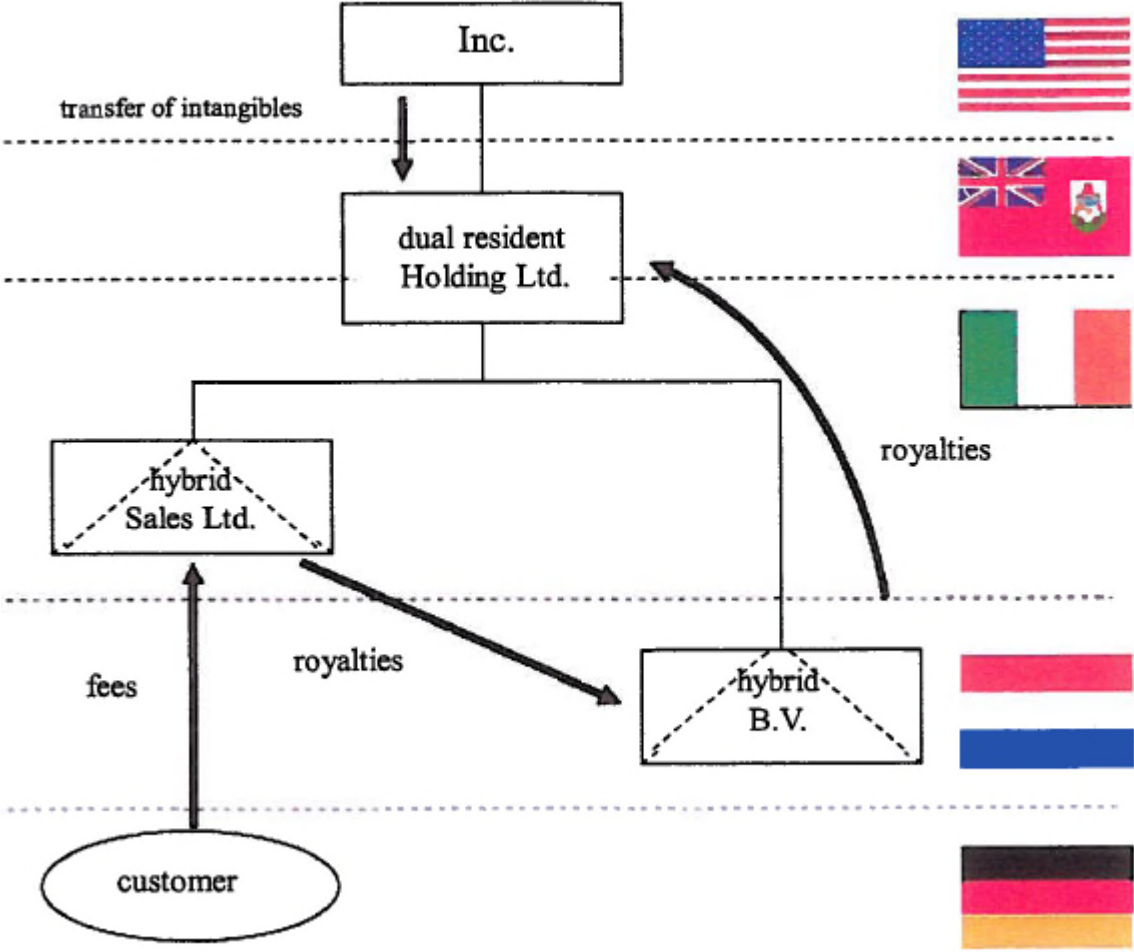 Inc.
transfer of intangibles
dual resident
Holding Ltd.
royalties
hybrid
Sales Ltd.
royalties
fees
hybrid
B.V.
customer